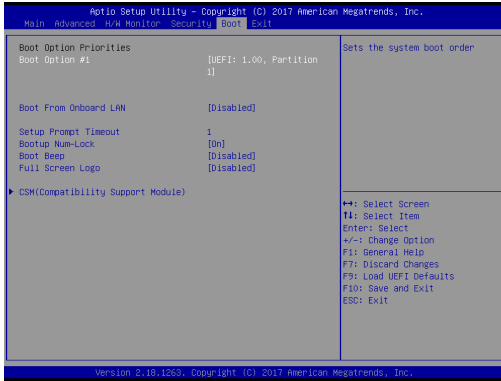 Aptio Setup Utility – Copyright (C) 2017 American Megatrends, Inc.
Main Advanced H/W Monitor Security Boot Exit
Boot Option Priorities
Boot Option #1 [UEFI: 1.00, Partition
1]
Boot From Onboard LAN [Disabled]
Setup Prompt Timeout 1
Bootup Num-Lock [On]
Boot Beep [Disabled]
Full Screen Logo [Disabled]
▶ CSM(Compatibility Support Module)
Sets the system boot order
↔: Select Screen
↑↓: Select Item
Enter: Select
+/-: Change Option
F1: General Help
F7: Discard Changes
F9: Load UEFI Defaults
F10: Save and Exit
ESC: Exit
Version 2.18.1263. Copyright (C) 2017 American Megatrends, Inc.